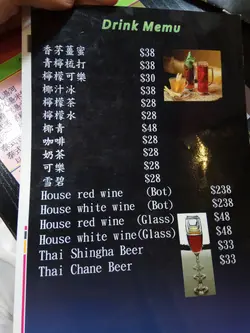 Drink Memu
香茅薑蜜 $38
青檸梳打 $38
檸檬可樂 $30
椰汁冰 $38
檸檬茶 $28
檸檬水 $28
椰青 $48
咖啡 $28
奶茶 $28
可樂 $28
雪碧 $28
House red wine (Bot) $238
House white wine (Bot) $238
House red wine (Glass) $48
House white wine(Glass) $48
Thai Shingha Beer $33
Thai Chane Beer $33